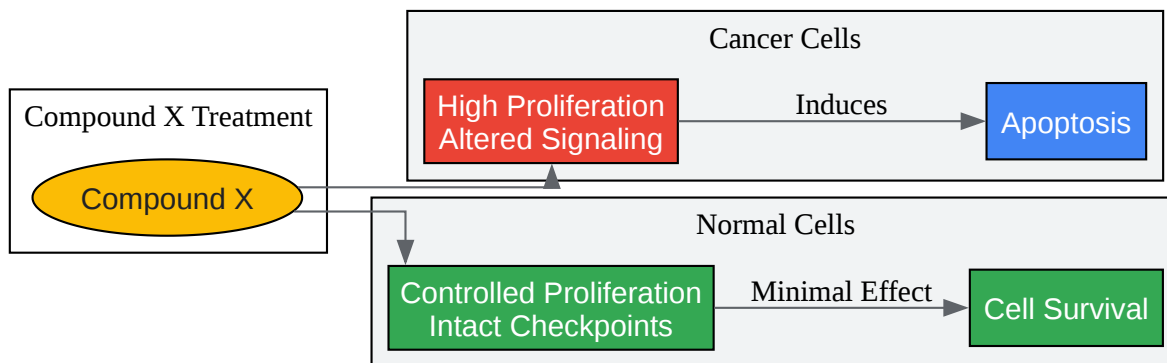 Compound X Treatment
Compound X
Cancer Cells
High Proliferation
Altered Signaling
Induces
Apoptosis
Normal Cells
Controlled Proliferation
Intact Checkpoints
Minimal Effect
Cell Survival